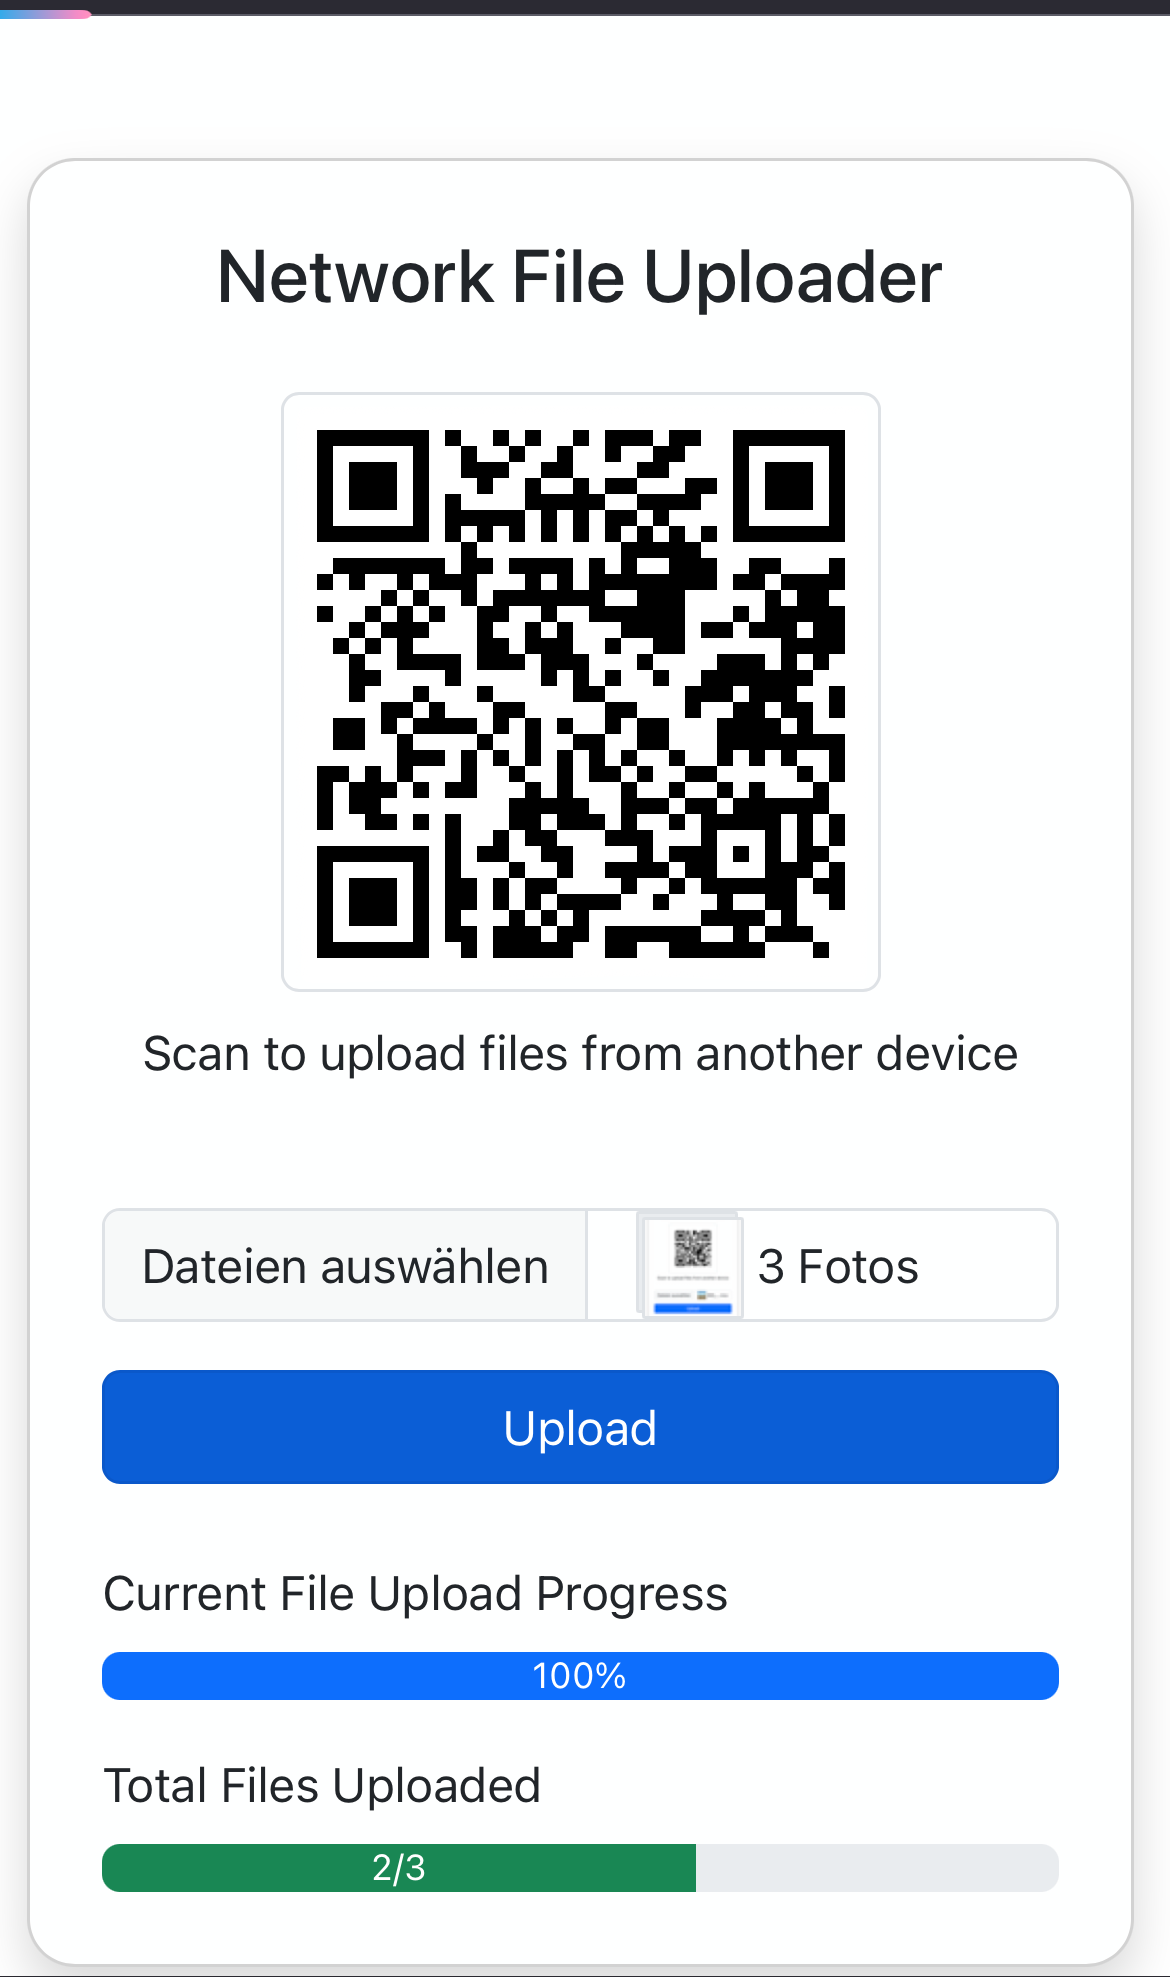 Network File Uploader
Scan to upload files from another device
Dateien auswählen 3 Fotos
Upload
Current File Upload Progress
100%
Total Files Uploaded
2/3